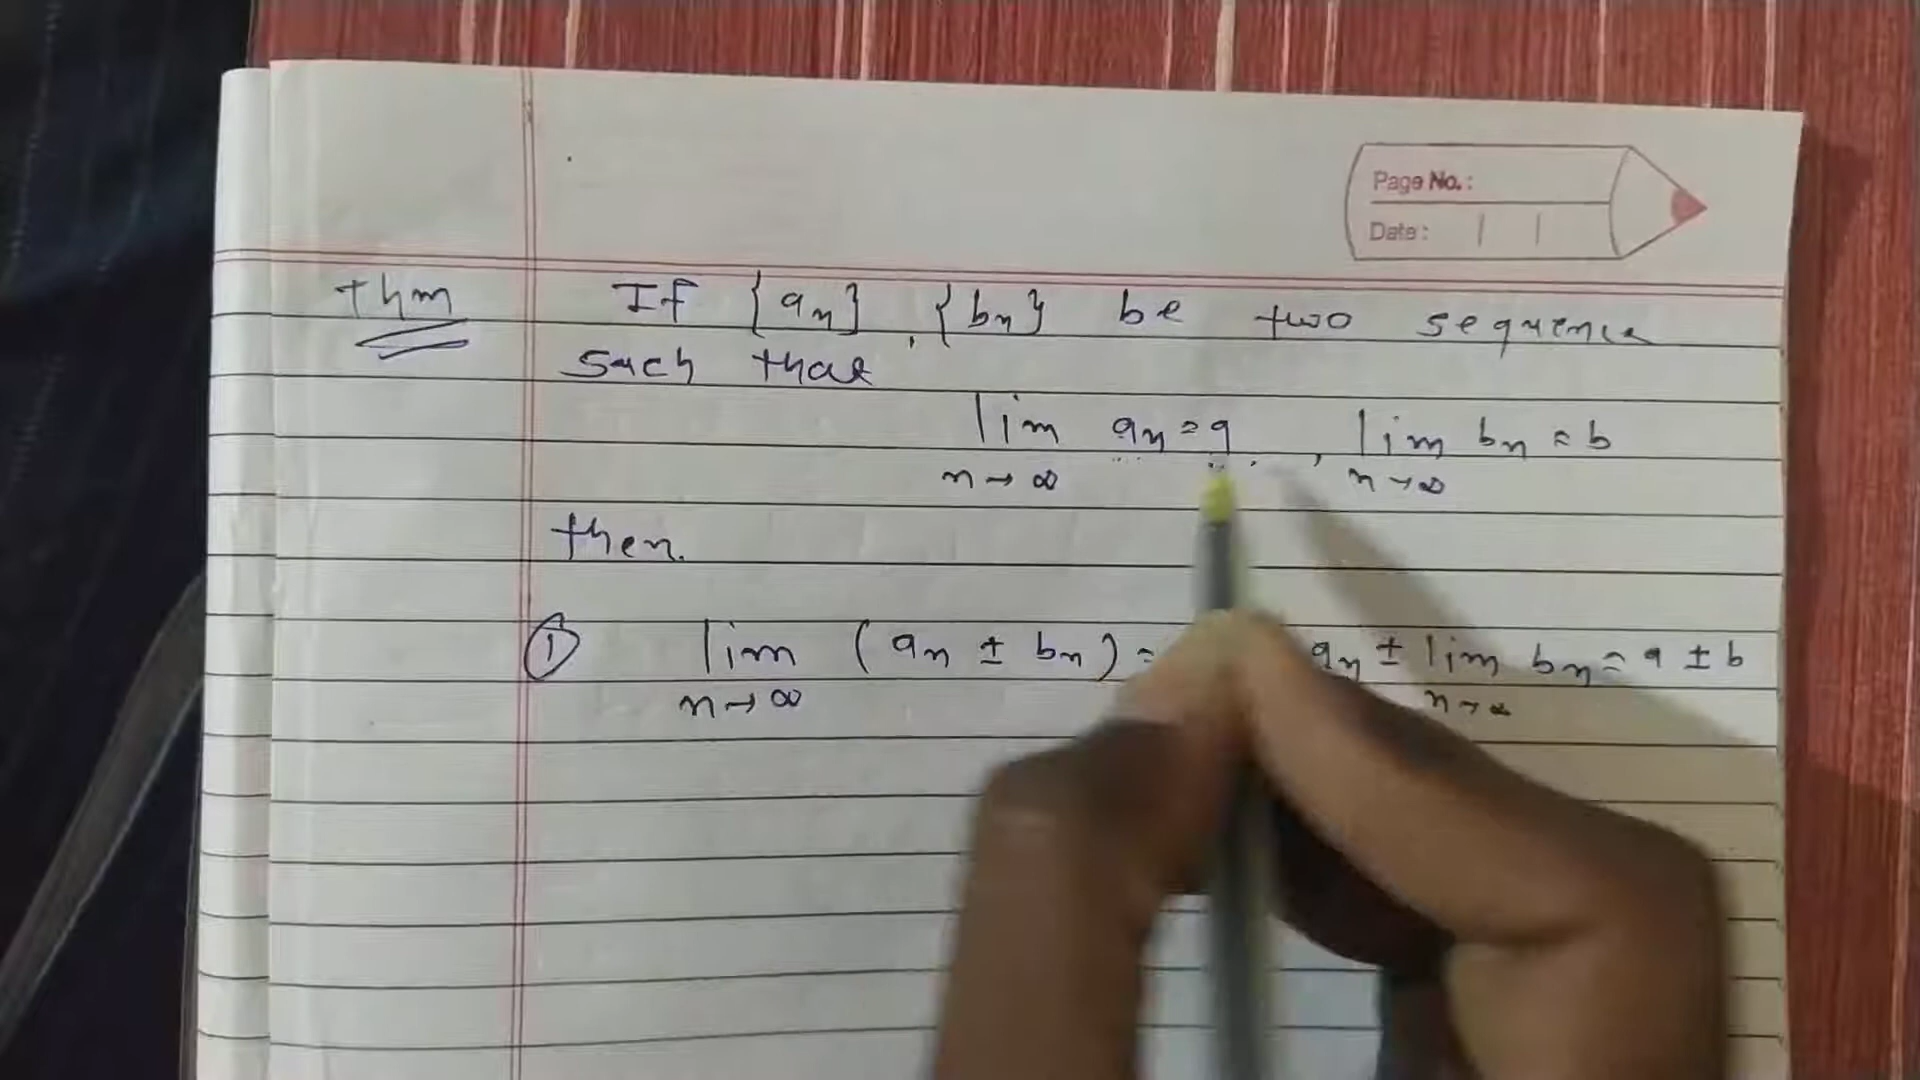 Page No. :
Date :
thm If {an}, {bn} be two sequence
such that
lim an = a , lim bn = b
n→∞ n→∞
then.
① lim (an ± bn) = an ± lim bn = a ± b
n→∞ n→∞